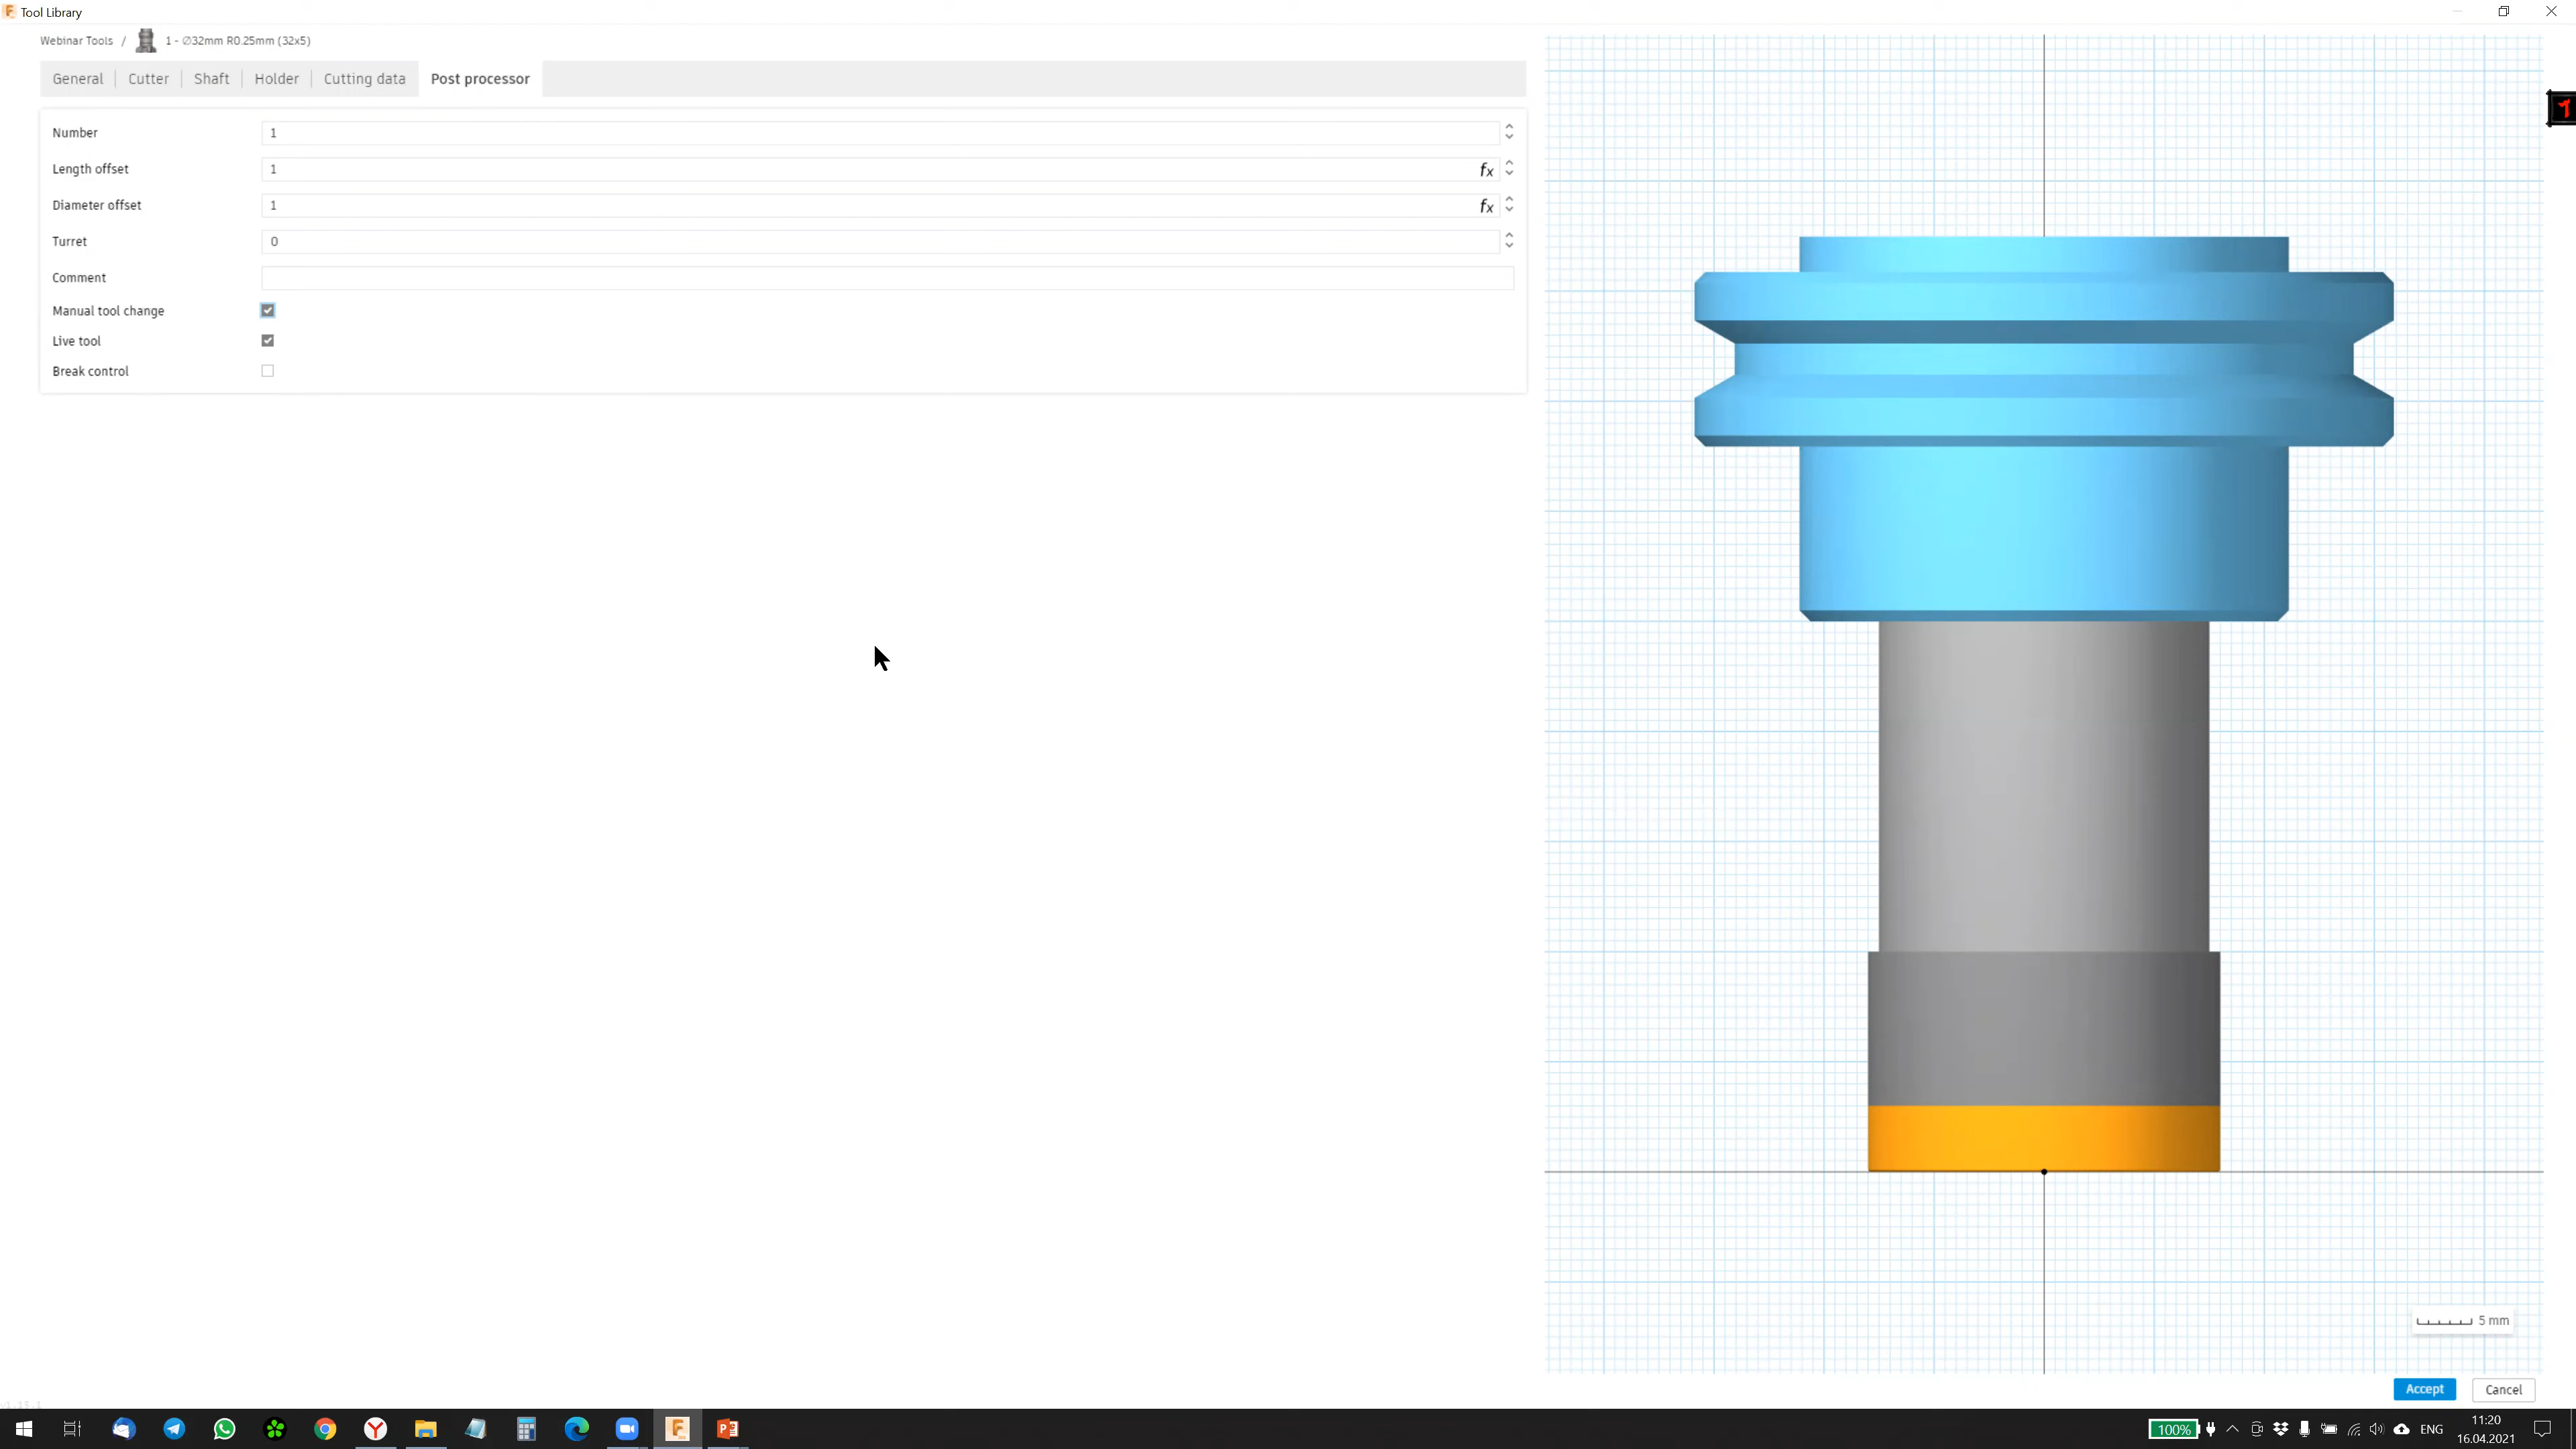 Tool Library
Webinar Tools / 1 - Ø32mm R0.25mm (32x5)
General Cutter Shaft Holder Cutting data Post processor
Number 1
Length offset 1 fx
Diameter offset 1 fx
Turret 0
Comment
Manual tool change
Live tool
Break control
5 mm
Accept Cancel
100% ENG 11:20
16.04.2021